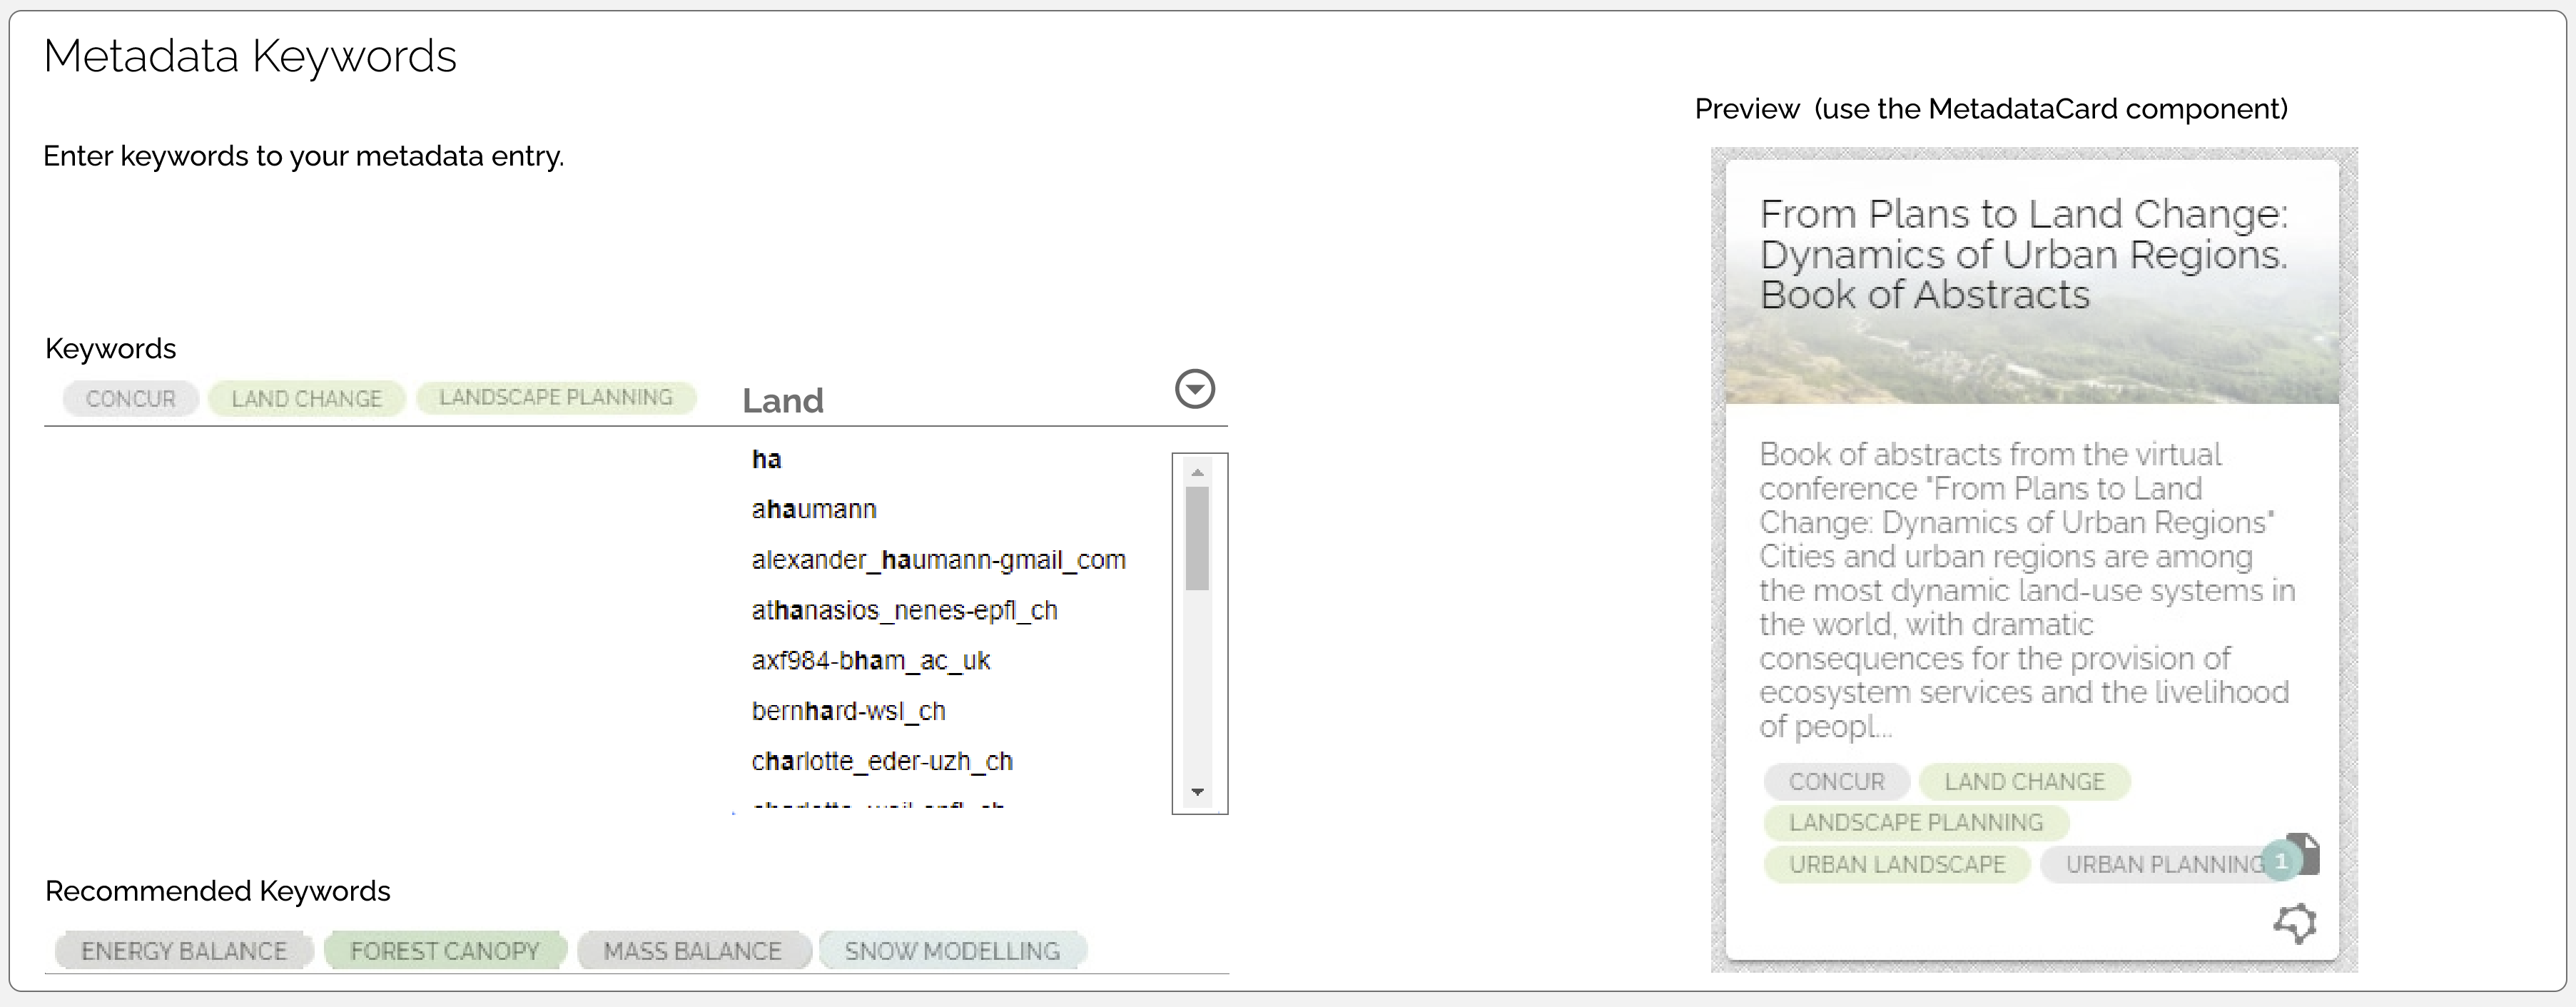 Metadata Keywords
Enter keywords to your metadata entry.
Keywords
CONCUR LAND CHANGE LANDSCAPE PLANNING Land
ha
ahaumann
alexander_haumann-gmail_com
athanasios_nenes-epfl_ch
axf984-bham_ac_uk
bernhard-wsl_ch
charlotte_eder-uzh_ch
Recommended Keywords
ENERGY BALANCE FOREST CANOPY MASS BALANCE SNOW MODELLING
Preview (use the MetadataCard component)
From Plans to Land Change:
Dynamics of Urban Regions.
Book of Abstracts
Book of abstracts from the virtual
conference "From Plans to Land
Change: Dynamics of Urban Regions"
Cities and urban regions are among
the most dynamic land-use systems in
the world, with dramatic
consequences for the provision of
ecosystem services and the livelihood
of peopl...
CONCUR LAND CHANGE
LANDSCAPE PLANNING
URBAN LANDSCAPE URBAN PLANNING 1